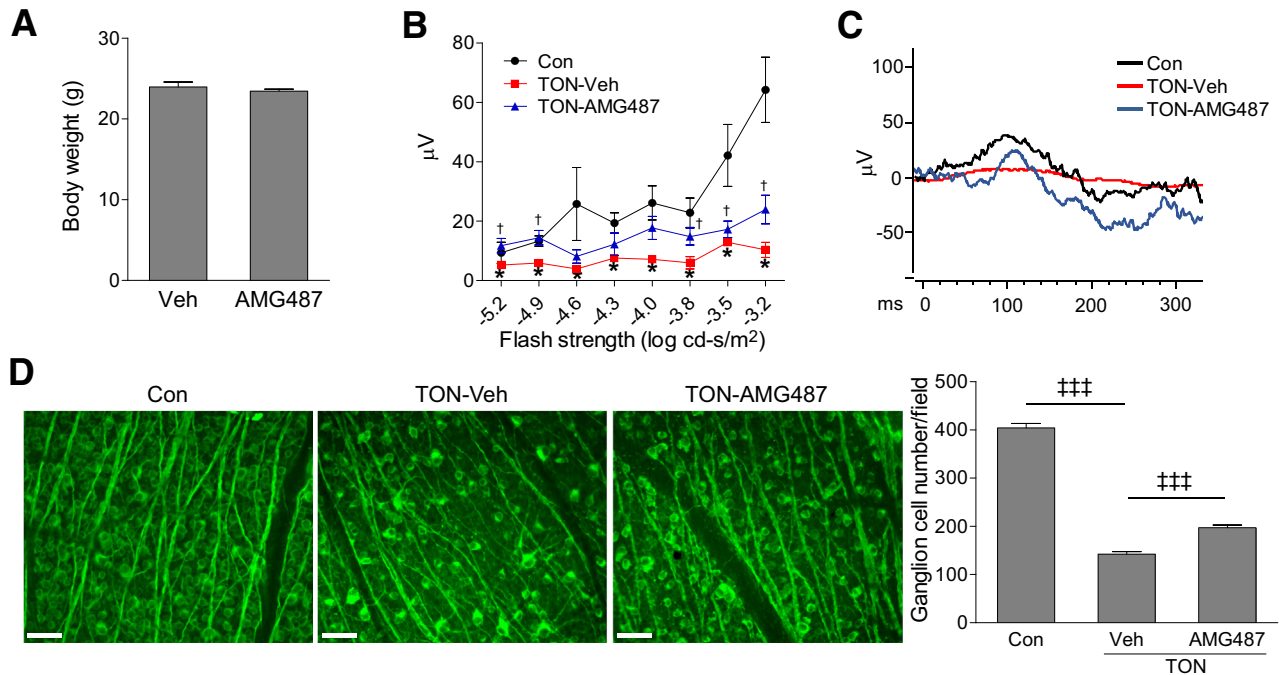 A
30
20
10
0
Body weight (g)
Veh
AMG487
B
80
60
40
20
0
μV
Con
TON-Veh
TON-AMG487
†
†
†
†
†
*
*
*
*
*
*
*
*
-5.2
-4.9
-4.6
-4.3
-4.0
-3.8
-3.5
-3.2
Flash strength (log cd-s/m²)
C
100
50
0
-50
μV
Con
TON-Veh
TON-AMG487
ms
0
100
200
300
D
Con
TON-Veh
TON-AMG487
500
400
300
200
100
0
Ganglion cell number/field
‡‡‡
‡‡‡
Con
Veh
AMG487
TON